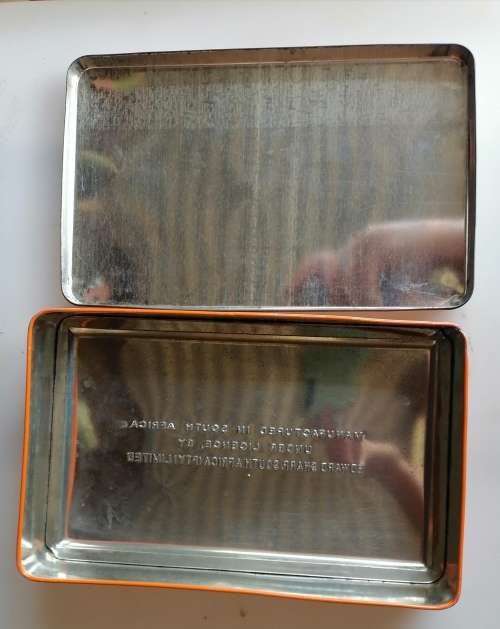 MANUFACTURED IN SOUTH AFRICA
UNDER LICENCE, BY
EDWARD SHARP, SOUTH AFRICA (PTY) LIMITED